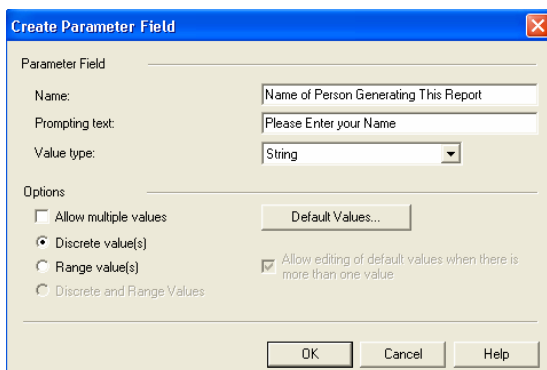 Create Parameter Field
Parameter Field
Name:
Name of Person Generating This Report
Prompting text:
Please Enter your Name
Value type:
String
Options
Allow multiple values
Default Values...
Discrete value(s)
Range value(s)
Allow editing of default values when there is
more than one value
Discrete and Range Values
OK
Cancel
Help